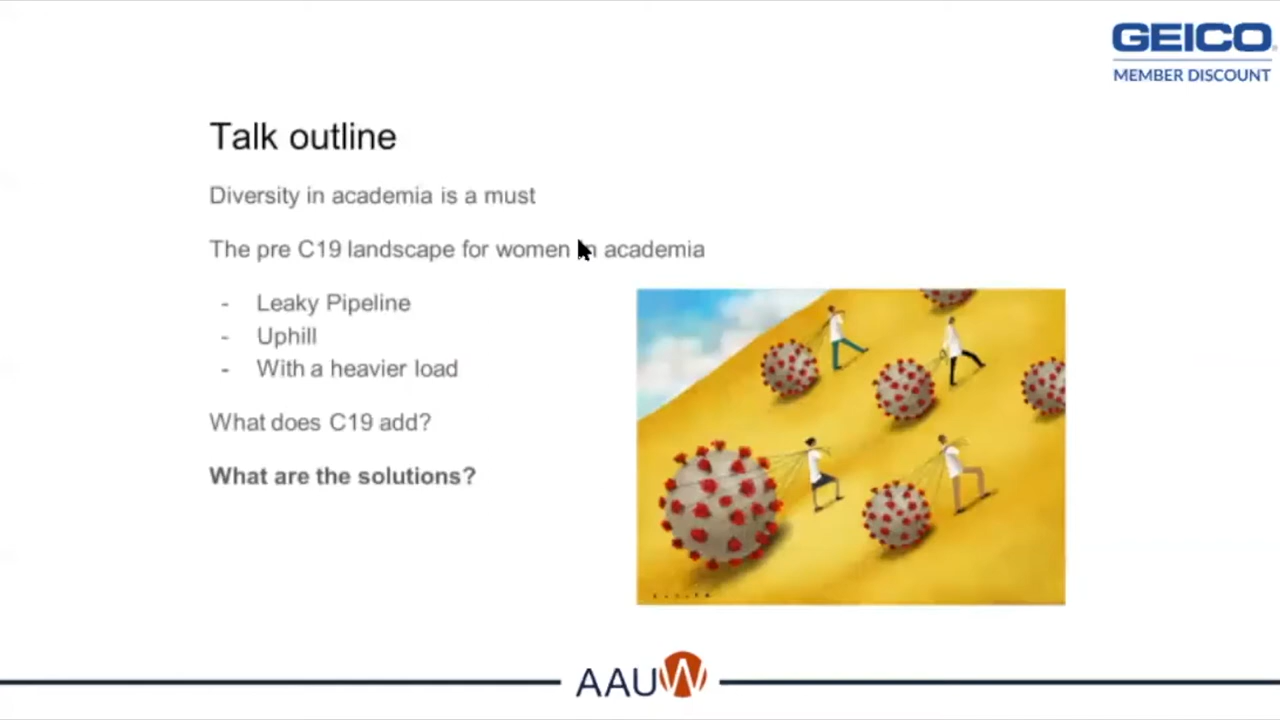 GEICO
MEMBER DISCOUNT
Talk outline
Diversity in academia is a must
The pre C19 landscape for women in academia
- Leaky Pipeline
- Uphill
- With a heavier load
What does C19 add?
What are the solutions?
AAUW